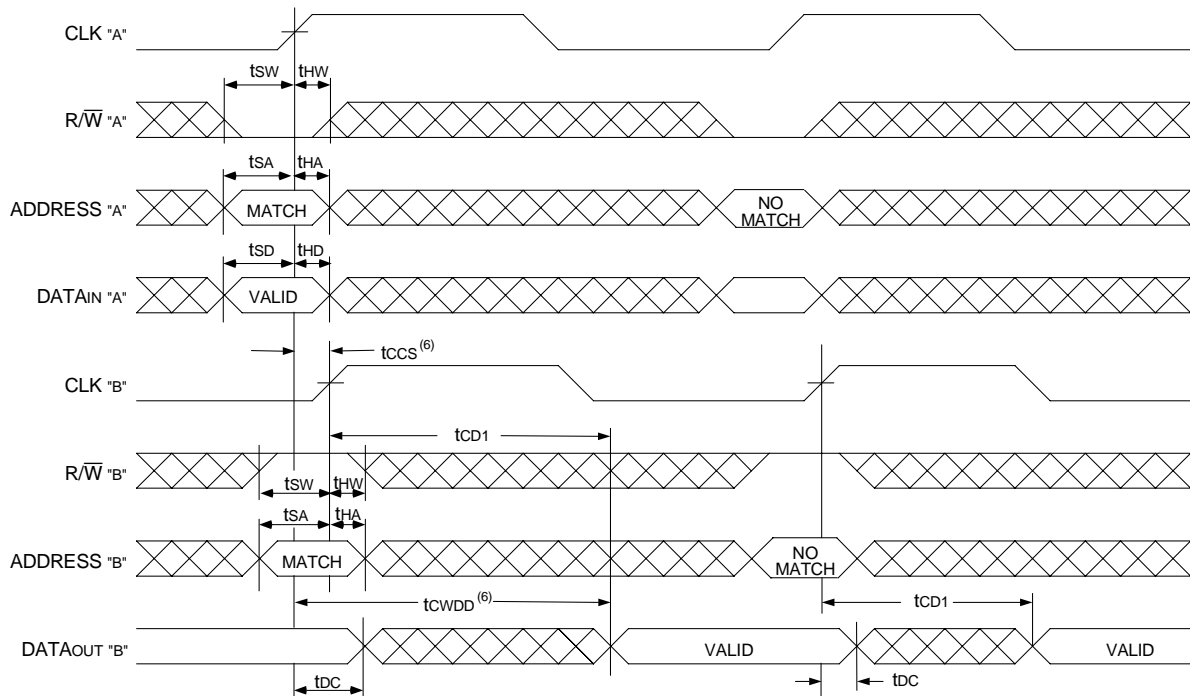 CLK "A"
tSW tHW
R/W̅ "A"
tSA tHA
ADDRESS "A" MATCH NO MATCH
tSD tHD
DATAIN "A" VALID
tCCS (6)
CLK "B"
tCD1
R/W̅ "B"
tSW tHW
tSA tHA
ADDRESS "B" MATCH NO MATCH
tCWDD (6) tCD1
DATAOUT "B" VALID VALID
tDC tDC